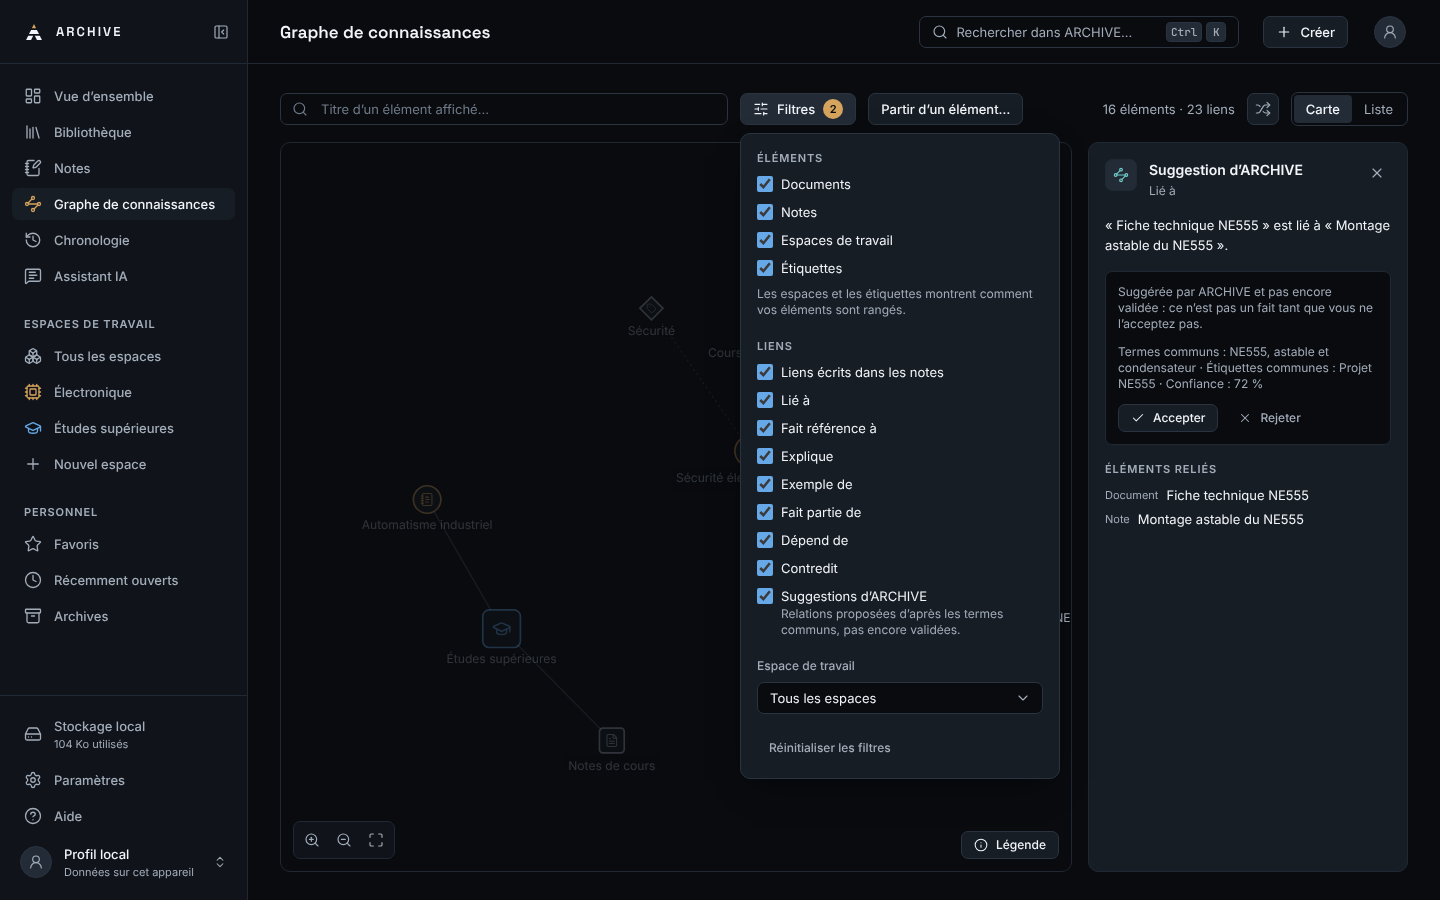 ARCHIVE
Graphe de connaissances
Rechercher dans ARCHIVE...
Ctrl
K
Créer
Vue d’ensemble
Bibliothèque
Notes
Graphe de connaissances
Chronologie
Assistant IA
ESPACES DE TRAVAIL
Tous les espaces
Électronique
Études supérieures
Nouvel espace
PERSONNEL
Favoris
Récemment ouverts
Archives
Stockage local
104 Ko utilisés
Paramètres
Aide
Profil local
Données sur cet appareil
Titre d’un élément affiché...
Filtres 2
Partir d’un élément...
16 éléments · 23 liens
Carte
Liste
Sécurité
Cours
Sécurité éle
Automatisme industriel
Études supérieures
Notes de cours
NE
Légende
ÉLÉMENTS
Documents
Notes
Espaces de travail
Étiquettes
Les espaces et les étiquettes montrent comment
vos éléments sont rangés.
LIENS
Liens écrits dans les notes
Lié à
Fait référence à
Explique
Exemple de
Fait partie de
Dépend de
Contredit
Suggestions d’ARCHIVE
Relations proposées d’après les termes
communs, pas encore validées.
Espace de travail
Tous les espaces
Réinitialiser les filtres
Suggestion d’ARCHIVE
Lié à
« Fiche technique NE555 » est lié à « Montage
astable du NE555 ».
Suggérée par ARCHIVE et pas encore
validée : ce n’est pas un fait tant que vous ne
l’acceptez pas.
Termes communs : NE555, astable et
condensateur · Étiquettes communes : Projet
NE555 · Confiance : 72 %
Accepter
Rejeter
ÉLÉMENTS RELIÉS
Document Fiche technique NE555
Note Montage astable du NE555